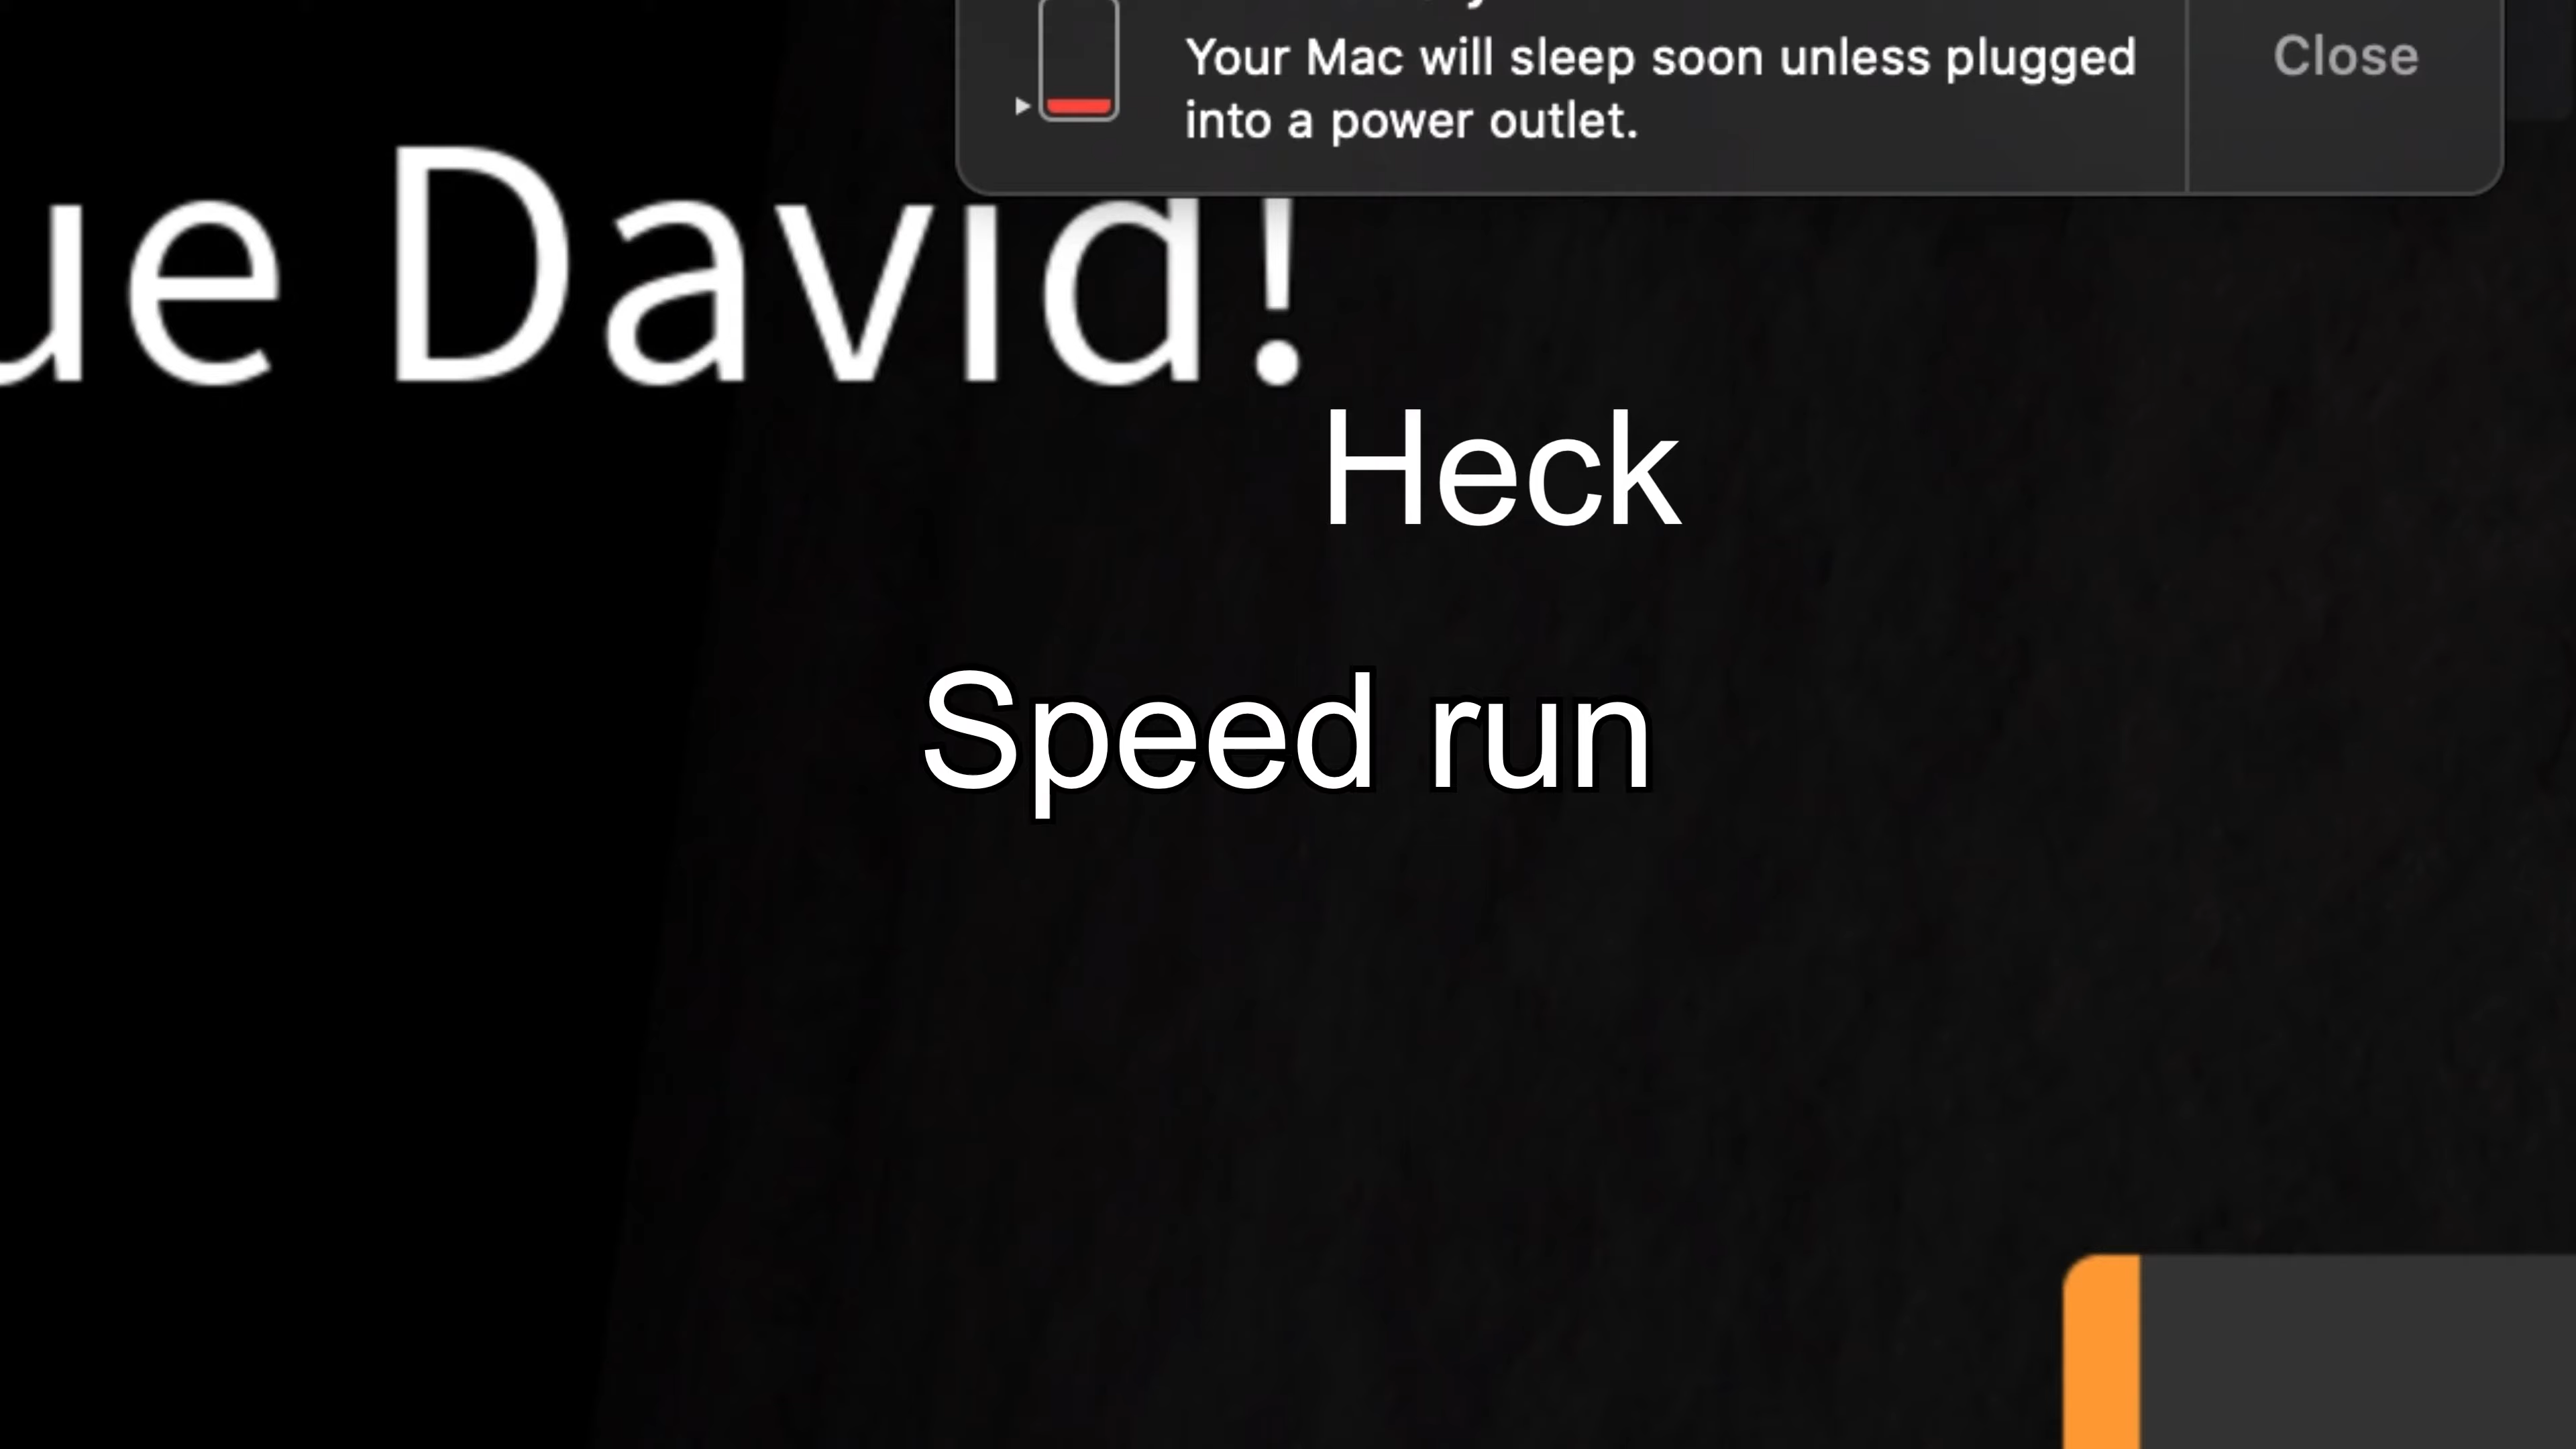 Your Mac will sleep soon unless plugged
into a power outlet.
Close
ue David!
Heck
Speed run